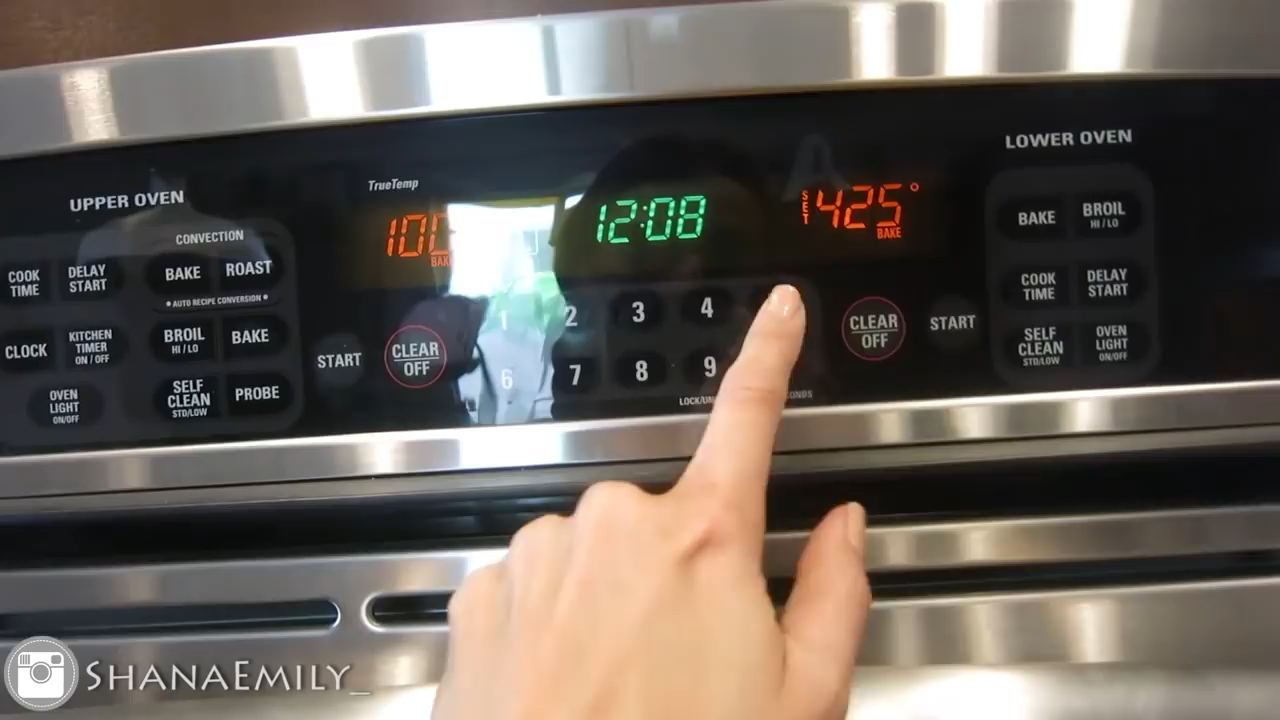 UPPER OVEN
COOK
TIME
DELAY
START
CLOCK
KITCHEN
TIMER
ON / OFF
OVEN
LIGHT
ON/OFF
CONVECTION
BAKE
ROAST
AUTO RECIPE CONVERSION
BROIL
HI / LO
BAKE
SELF
CLEAN
STD/LOW
PROBE
TrueTemp
100
START
CLEAR
OFF
12:08
1
2
3
4
6
7
8
9
SET
425°
BAKE
CLEAR
OFF
START
LOWER OVEN
BAKE
BROIL
HI / LO
COOK
TIME
DELAY
START
SELF
CLEAN
STD/LOW
OVEN
LIGHT
ON/OFF
SHANAEMILY_